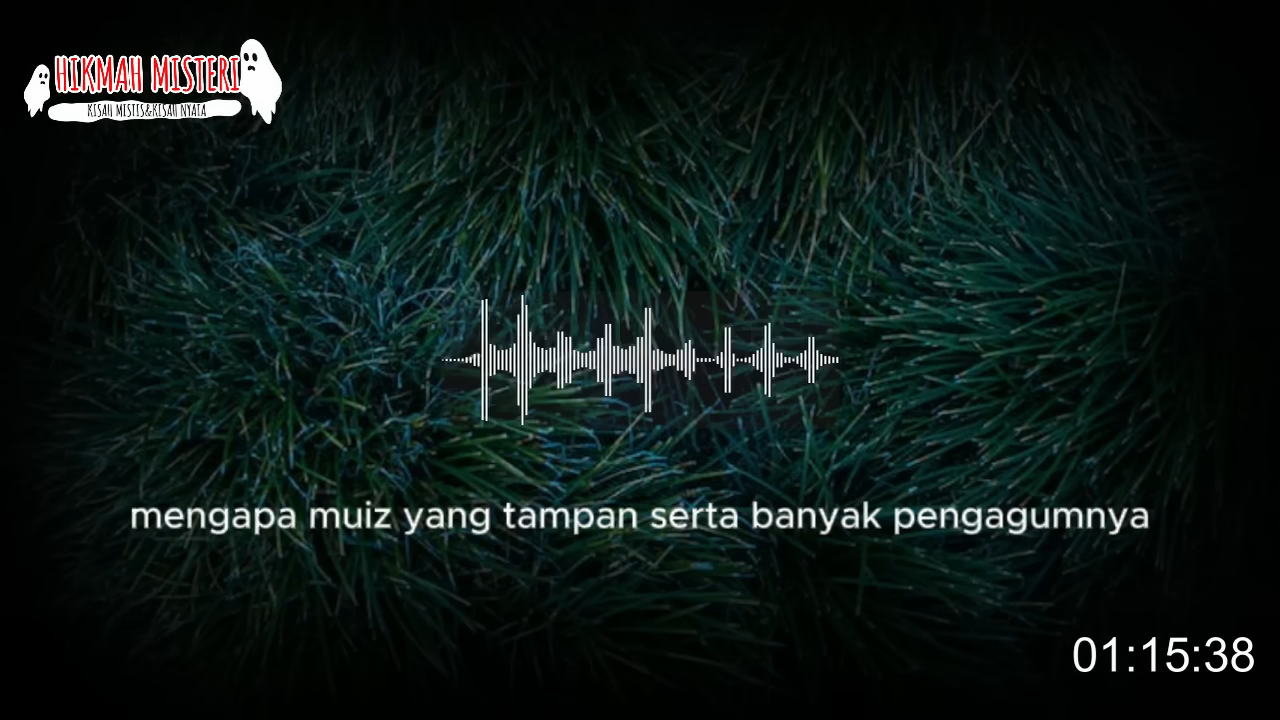 HIKMAH MISTERI
KISAH MISTIS&KISAH NYATA
mengapa muiz yang tampan serta banyak pengagumnya
01:15:38